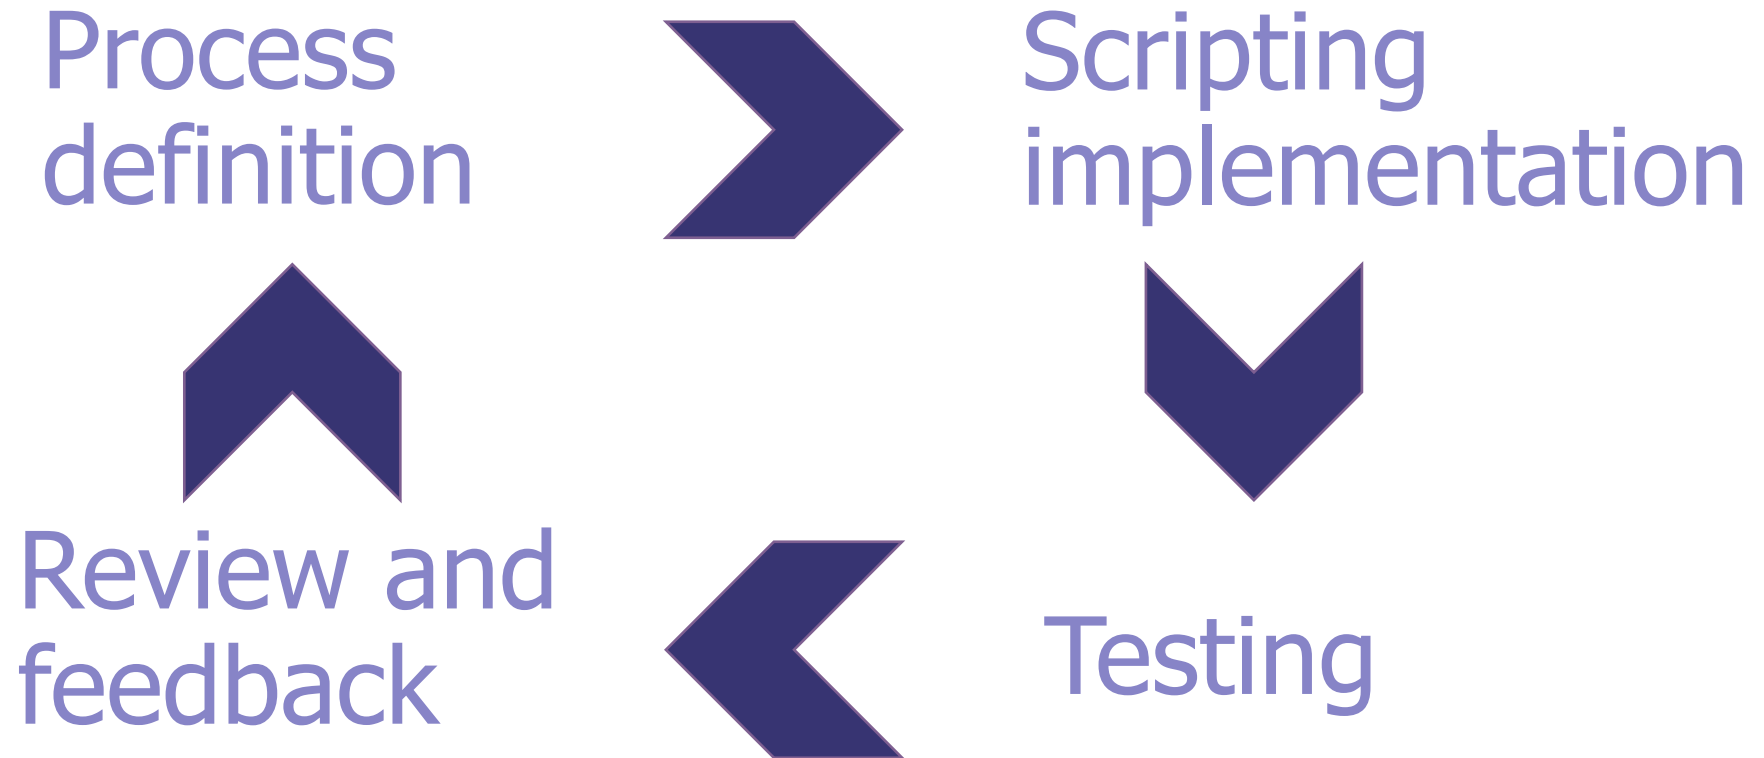 Process
definition
Scripting
implementation
Review and
feedback
Testing